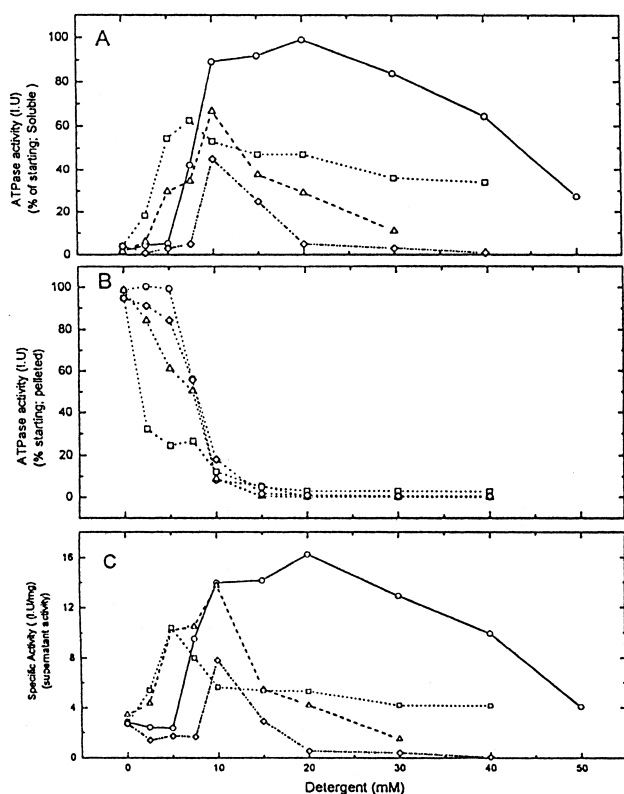 A
ATPase activity (I.U)
(% of starting; Soluble )
100
80
60
40
20
0
B
ATPase activity (I.U)
(% starting; pelleted)
100
80
60
40
20
0
C
Specific Activity ( (I.U/mg)
(supernatant activity)
16
12
8
4
0
0
10
20
30
40
50
Detergent (mM)